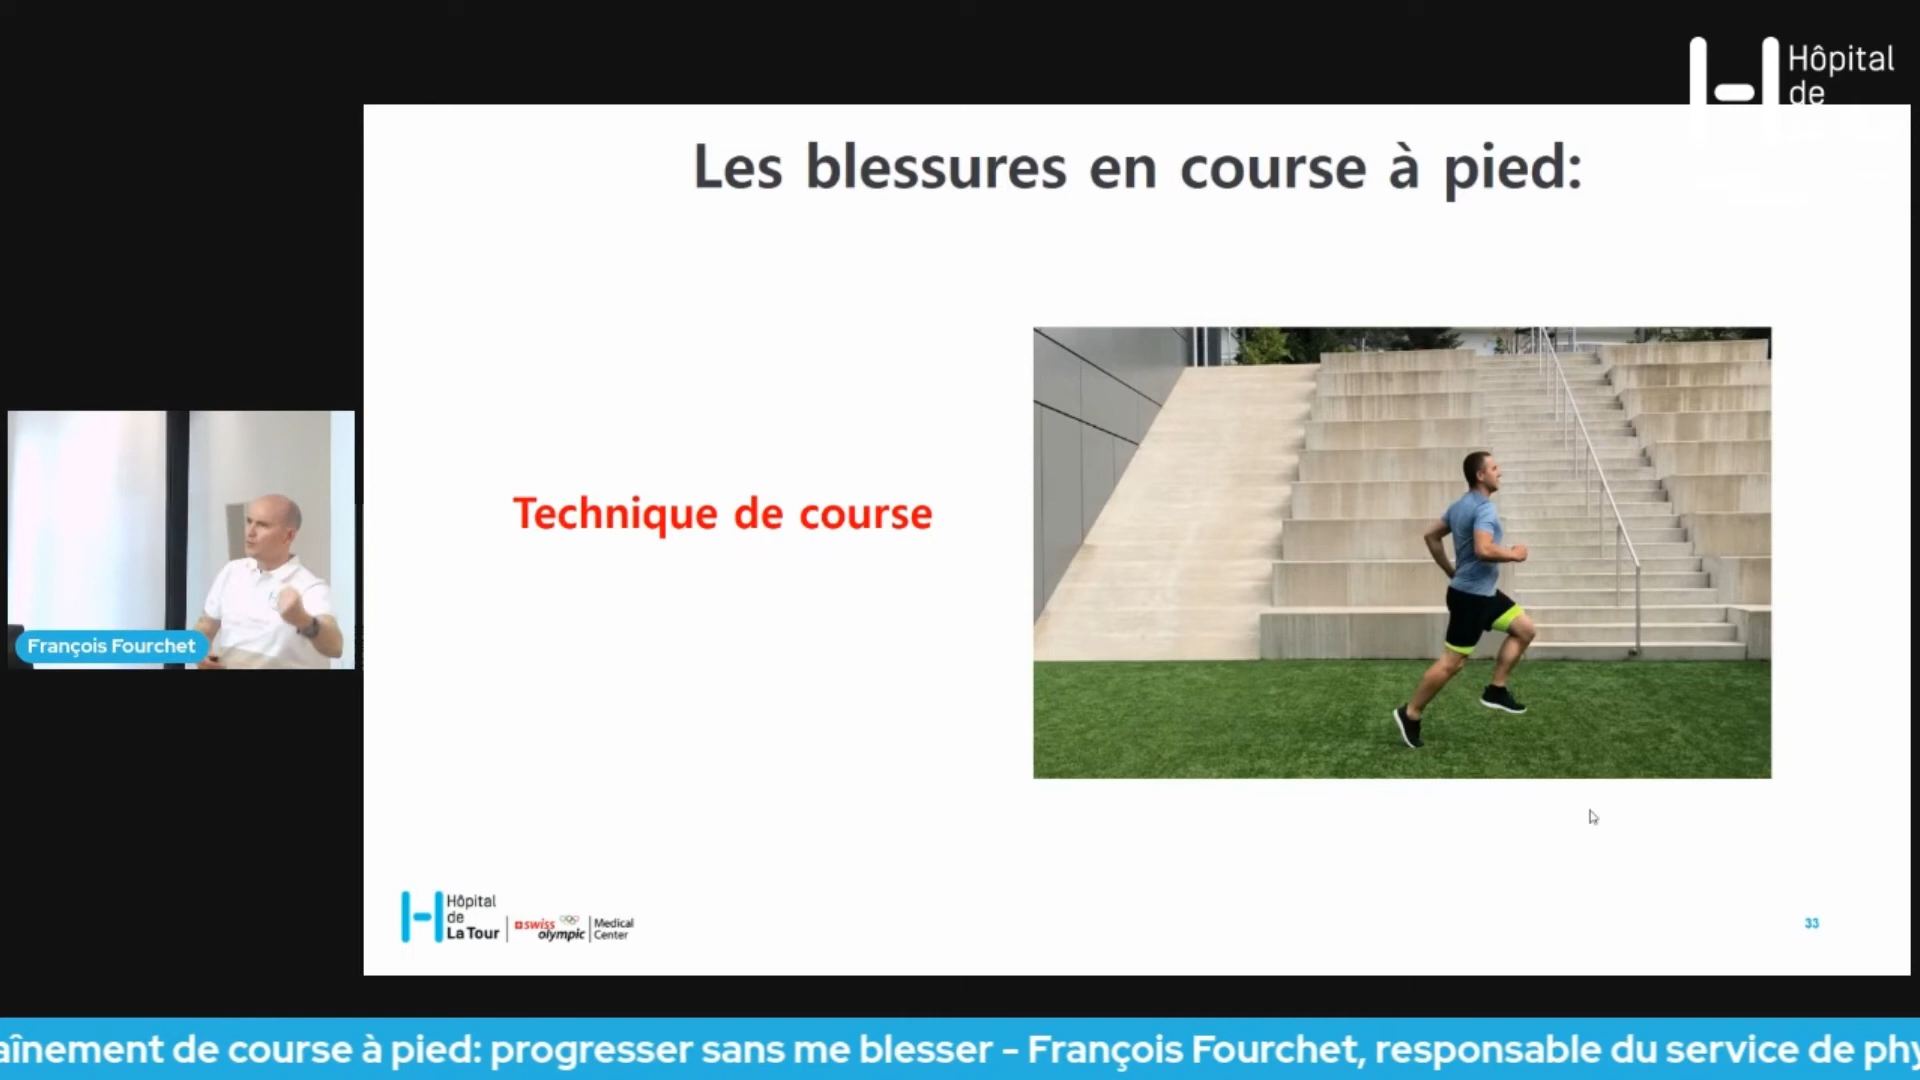 Hôpital
de
Les blessures en course à pied:
Technique de course
François Fourchet
Hôpital
de
La Tour
swiss
olympic
Medical
Center
33
aînement de course à pied: progresser sans me blesser - François Fourchet, responsable du service de phy